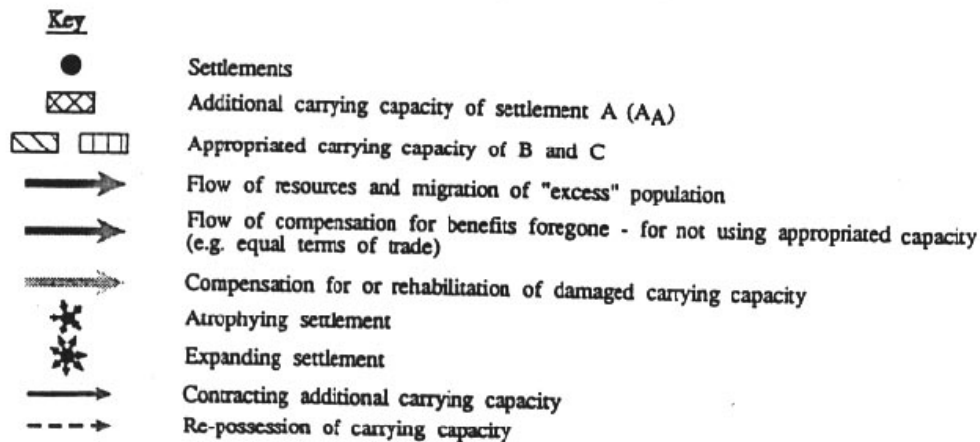 Key
Settlements
Additional carrying capacity of settlement A (AA)
Appropriated carrying capacity of B and C
Flow of resources and migration of "excess" population
Flow of compensation for benefits foregone - for not using appropriated capacity
(e.g. equal terms of trade)
Compensation for or rehabilitation of damaged carrying capacity
Atrophying settlement
Expanding settlement
Contracting additional carrying capacity
Re-possession of carrying capacity